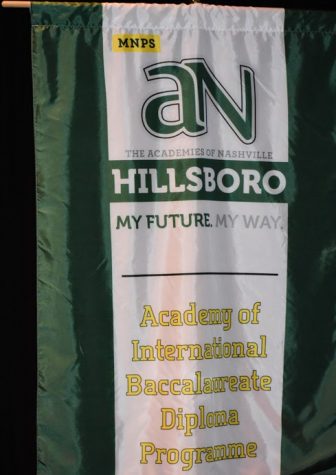 MNPS
aN
THE ACADEMIES OF NASHVILLE
HILLSBORO
MY FUTURE. MY WAY.
Academy of
International
Baccalaureate
Diploma
Programme